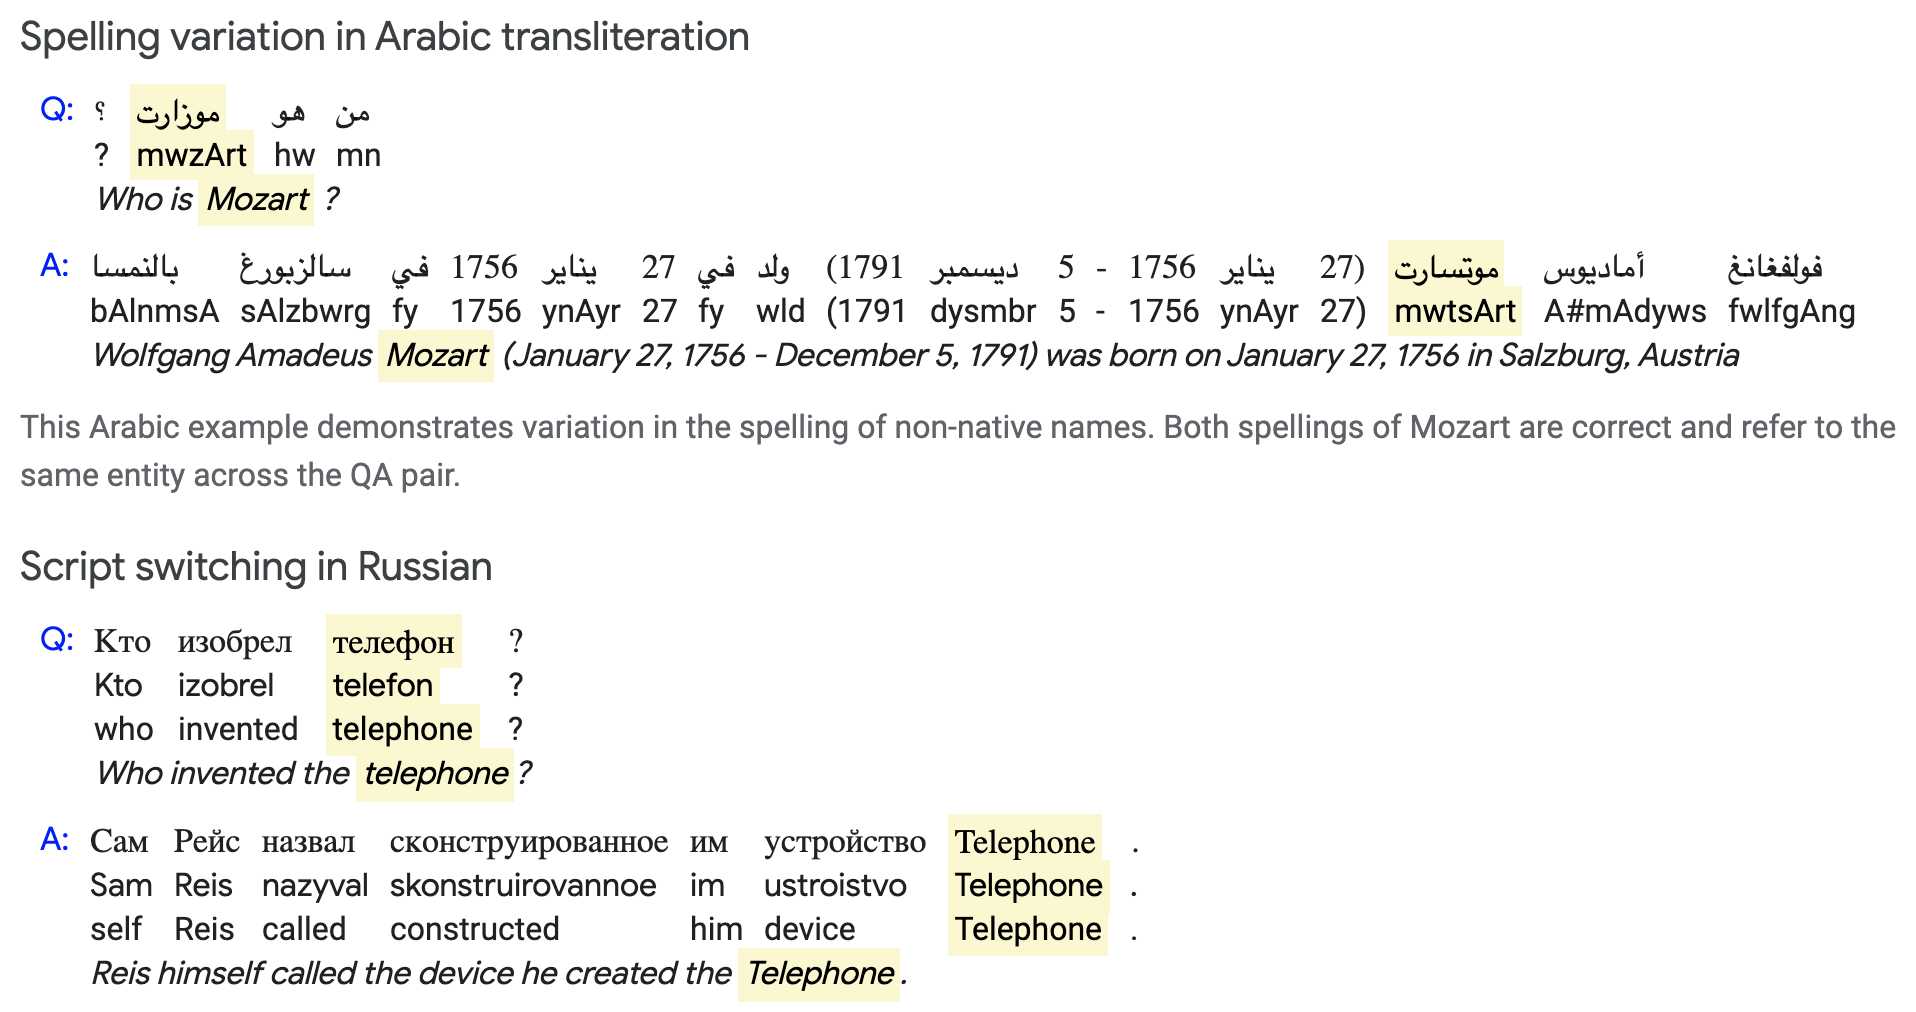 Spelling variation in Arabic transliteration
Q: من هو موزارت ؟
? mwzArt hw mn
Who is Mozart ?
A: فولفغانغ أماديوس موتسارت (27 يناير 1756 - 5 ديسمبر 1791) ولد في 27 يناير 1756 في سالزبورغ بالنمسا
bAlnmsA sAlzbwrg fy 1756 ynAyr 27 fy wld (1791 dysmbr 5 - 1756 ynAyr 27) mwtsArt A#mAdyws fwlfgAng
Wolfgang Amadeus Mozart (January 27, 1756 - December 5, 1791) was born on January 27, 1756 in Salzburg, Austria
This Arabic example demonstrates variation in the spelling of non-native names. Both spellings of Mozart are correct and refer to the
same entity across the QA pair.
Script switching in Russian
Q: Кто изобрел телефон ?
Kto izobrel telefon ?
who invented telephone ?
Who invented the telephone ?
A: Сам Рейс назвал сконструированное им устройство Telephone .
Sam Reis nazyval skonstruirovannoe im ustroistvo Telephone .
self Reis called constructed him device Telephone .
Reis himself called the device he created the Telephone .